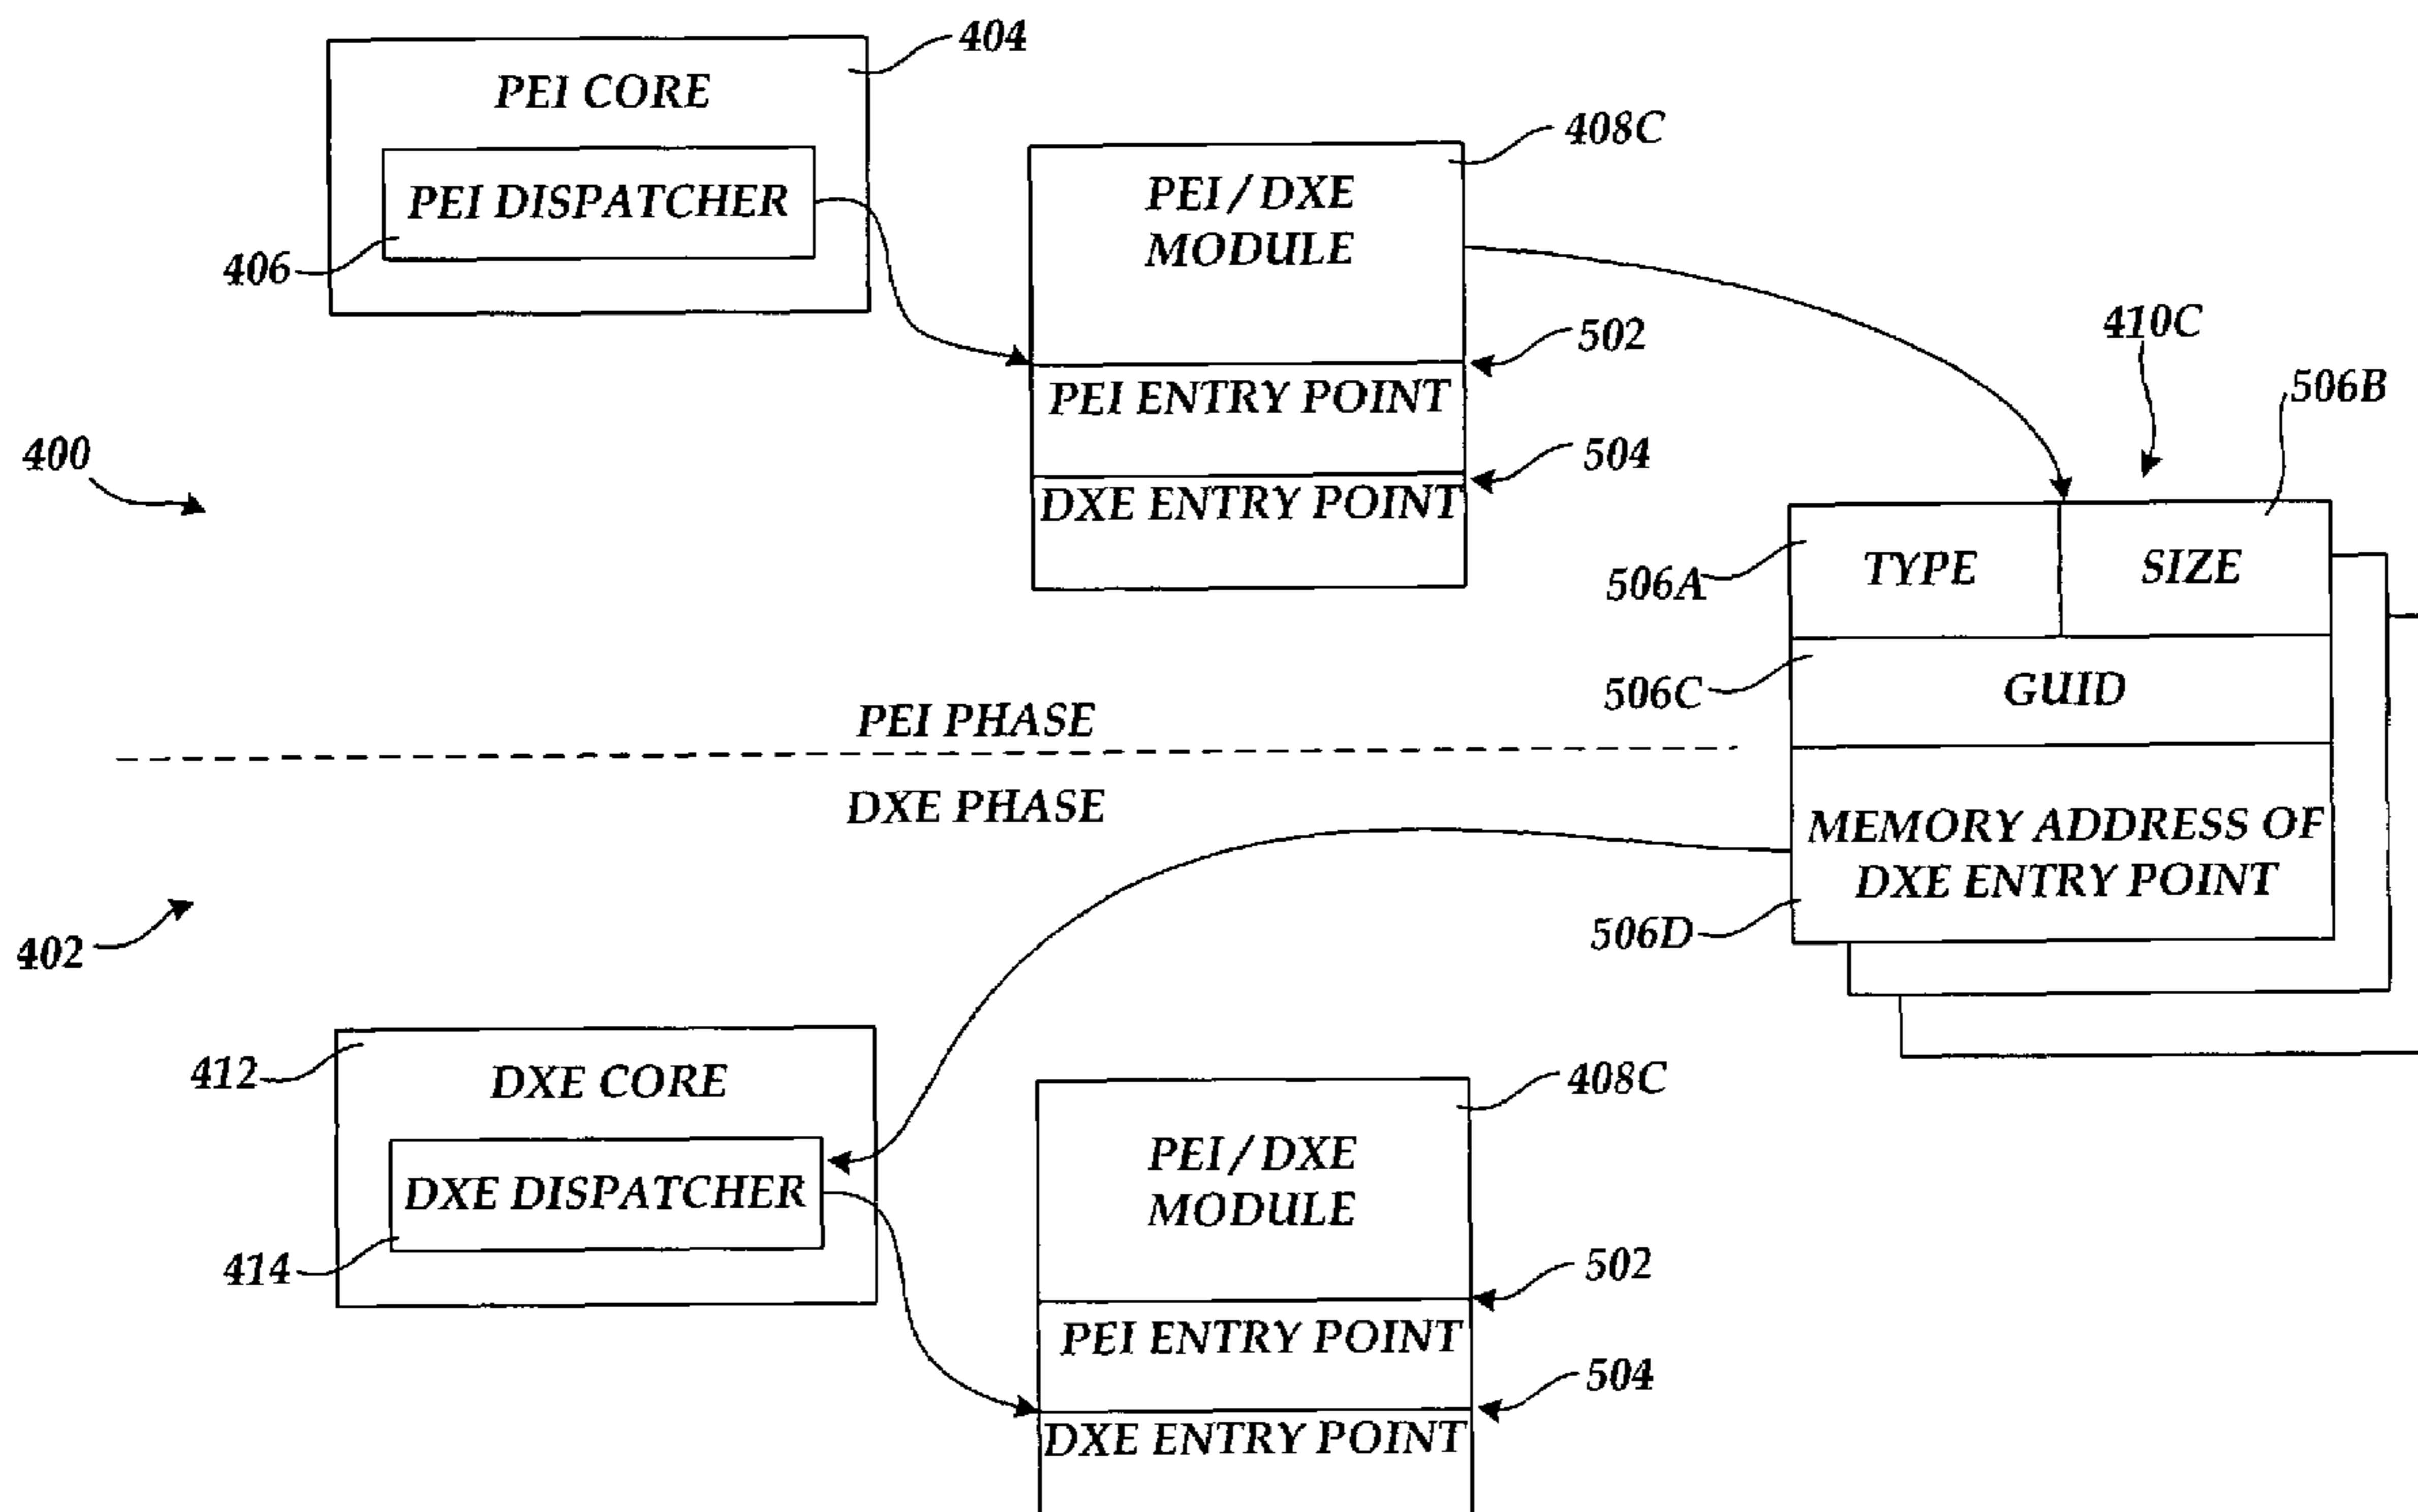 404
PEI CORE
PEI DISPATCHER
406
408C
PEI / DXE
MODULE
502
PEI ENTRY POINT
504
DXE ENTRY POINT
400
410C
506B
506A
TYPE
SIZE
506C
GUID
MEMORY ADDRESS OF
DXE ENTRY POINT
506D
PEI PHASE
DXE PHASE
402
412
DXE CORE
DXE DISPATCHER
414
408C
PEI / DXE
MODULE
502
PEI ENTRY POINT
504
DXE ENTRY POINT